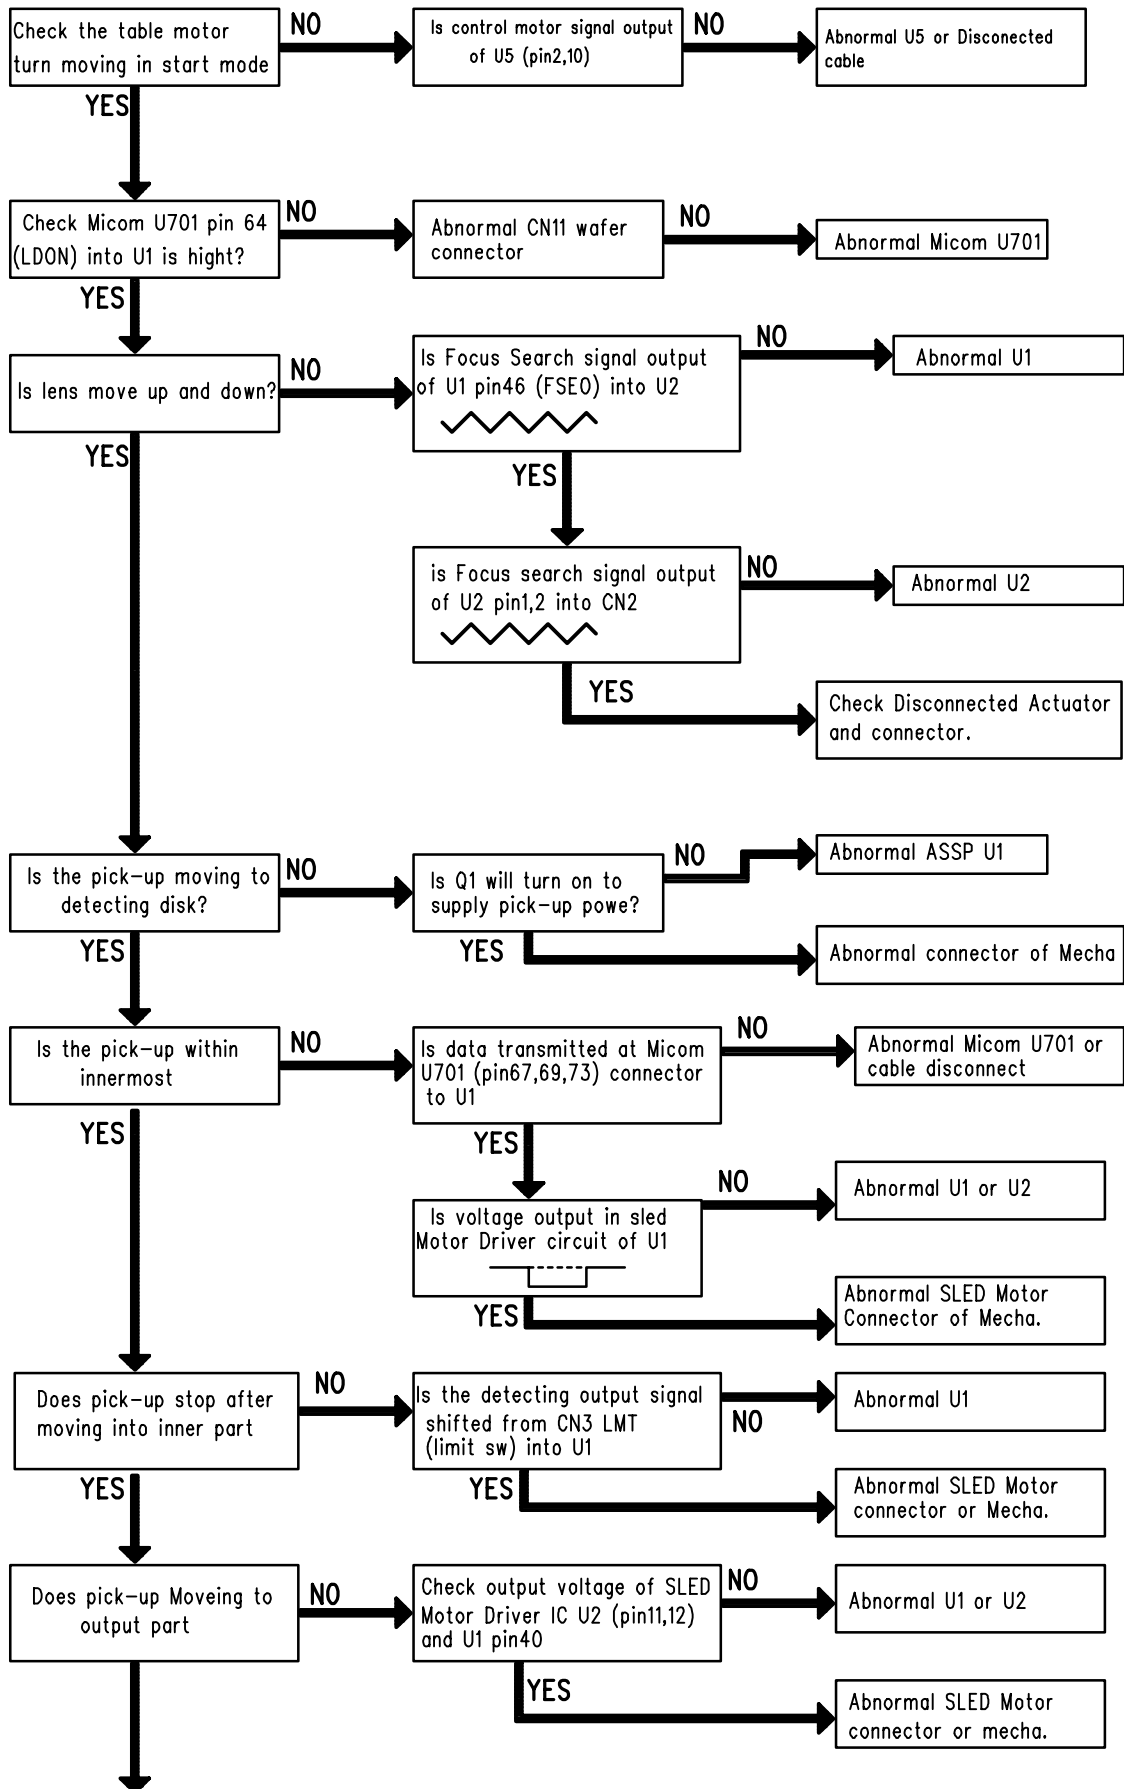 Check the table motor
turn moving in start mode
NO
Is control motor signal output
of U5 (pin2,10)
NO
Abnormal U5 or Disconected
cable
YES
Check Micom U701 pin 64
(LDON) into U1 is hight?
NO
Abnormal CN11 wafer
connector
NO
Abnormal Micom U701
YES
Is lens move up and down?
NO
Is Focus Search signal output
of U1 pin46 (FSEO) into U2
NO
Abnormal U1
YES
YES
is Focus search signal output
of U2 pin1,2 into CN2
NO
Abnormal U2
YES
Check Disconnected Actuator
and connector.
Is the pick-up moving to
detecting disk?
NO
Is Q1 will turn on to
supply pick-up powe?
NO
Abnormal ASSP U1
YES
YES
Abnormal connector of Mecha
Is the pick-up within
innermost
NO
Is data transmitted at Micom
U701 (pin67,69,73) connector
to U1
NO
Abnormal Micom U701 or
cable disconnect
YES
YES
Is voltage output in sled
Motor Driver circuit of U1
NO
Abnormal U1 or U2
YES
Abnormal SLED Motor
Connector of Mecha.
Does pick-up stop after
moving into inner part
NO
Is the detecting output signal
shifted from CN3 LMT
(limit sw) into U1
NO
Abnormal U1
YES
YES
Abnormal SLED Motor
connector or Mecha.
Does pick-up Moveing to
output part
NO
Check output voltage of SLED
Motor Driver IC U2 (pin11,12)
and U1 pin40
NO
Abnormal U1 or U2
YES
Abnormal SLED Motor
connector or mecha.